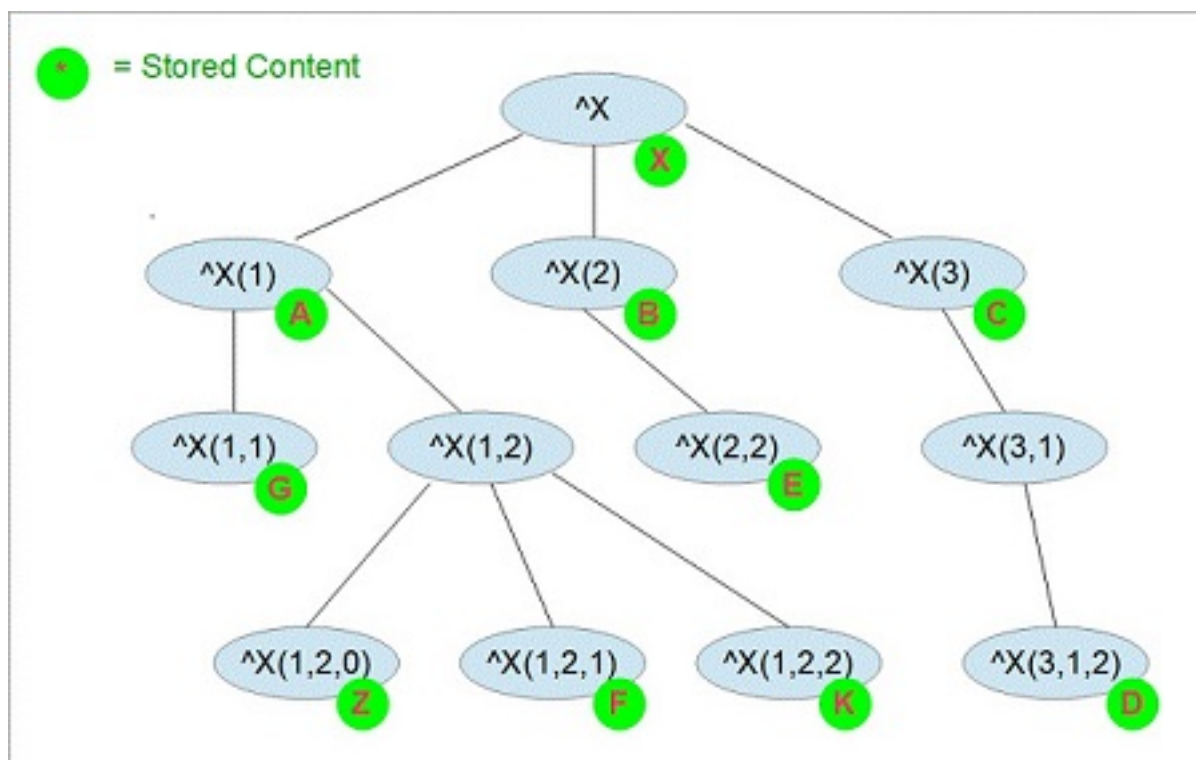 * = Stored Content
^X
X
^X(1)
A
^X(2)
B
^X(3)
C
^X(1,1)
G
^X(1,2)
^X(2,2)
E
^X(3,1)
^X(1,2,0)
Z
^X(1,2,1)
F
^X(1,2,2)
K
^X(3,1,2)
D